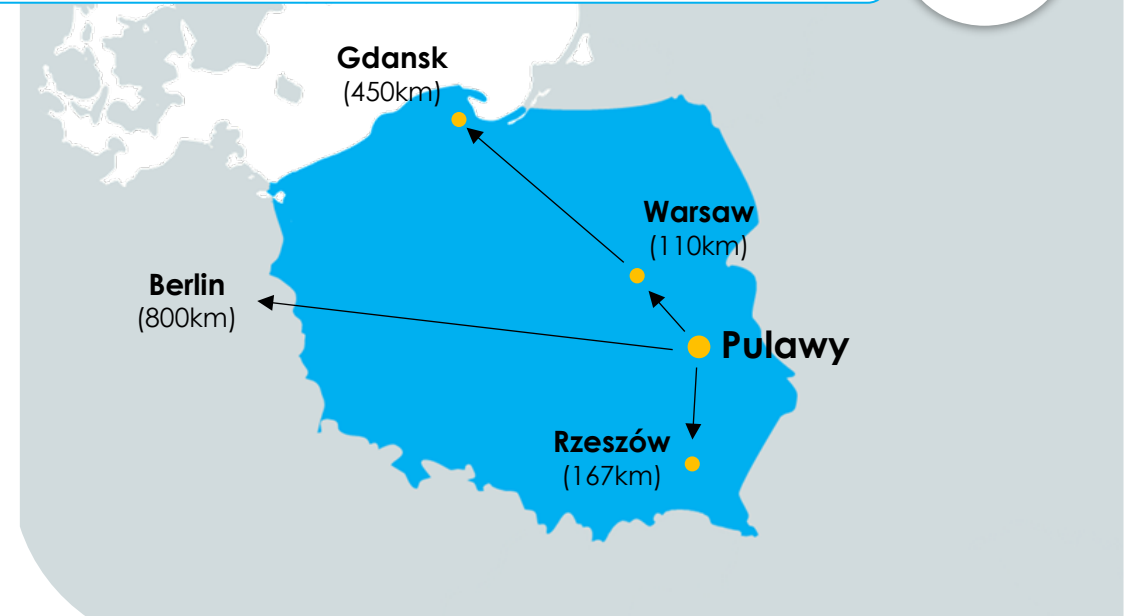 Gdansk
(450km)
Warsaw
(110km)
Berlin
(800km)
Pulawy
Rzeszów
(167km)